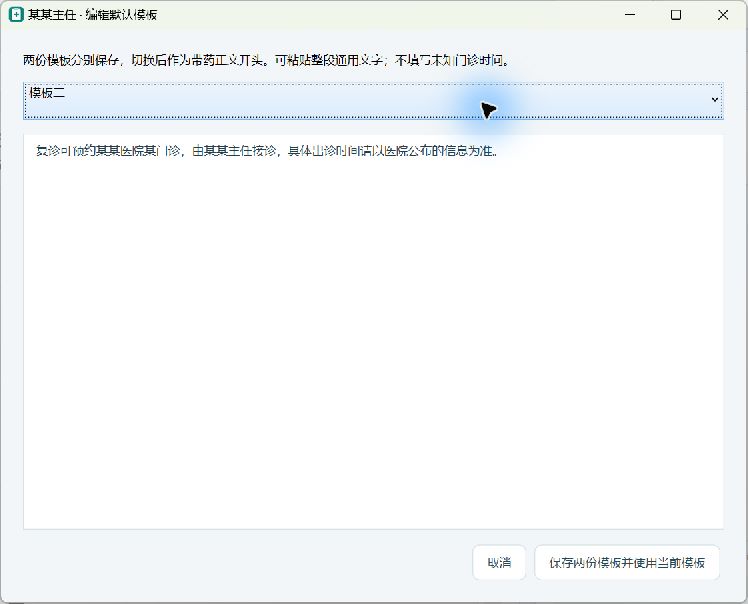 某某主任 · 编辑默认模板
两份模板分别保存，切换后作为带药正文开头。可粘贴整段通用文字；不填写未知门诊时间。
模板二
复诊可预约某某医院某门诊，由某某主任接诊，具体出诊时间请以医院公布的信息为准。
取消
保存两份模板并使用当前模板